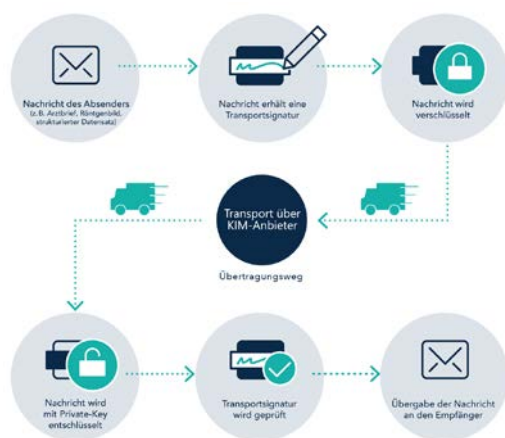 Nachricht des Absenders
(z.B. Arztbrief, Röntgenbild,
strukturierter Datensatz)
Nachricht erhält eine
Transportsignatur
Nachricht wird
verschlüsselt
Transport über
KIM-Anbieter
Übertragungsweg
Nachricht wird
mit Private-Key
entschlüsselt
Transportsignatur
wird geprüft
Übergabe der Nachricht
an den Empfänger